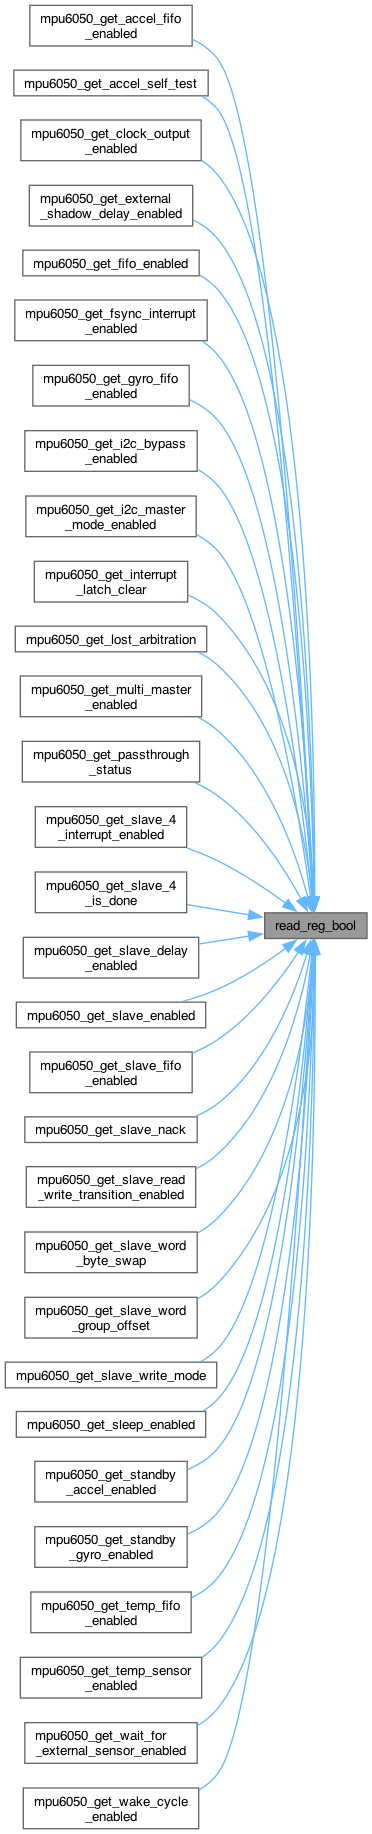 mpu6050_get_accel_fifo
_enabled
mpu6050_get_accel_self_test
mpu6050_get_clock_output
_enabled
mpu6050_get_external
_shadow_delay_enabled
mpu6050_get_fifo_enabled
mpu6050_get_fsync_interrupt
_enabled
mpu6050_get_gyro_fifo
_enabled
mpu6050_get_i2c_bypass
_enabled
mpu6050_get_i2c_master
_mode_enabled
mpu6050_get_interrupt
_latch_clear
mpu6050_get_lost_arbitration
mpu6050_get_multi_master
_enabled
mpu6050_get_passthrough
_status
mpu6050_get_slave_4
_interrupt_enabled
mpu6050_get_slave_4
_is_done
read_reg_bool
mpu6050_get_slave_delay
_enabled
mpu6050_get_slave_enabled
mpu6050_get_slave_fifo
_enabled
mpu6050_get_slave_nack
mpu6050_get_slave_read
_write_transition_enabled
mpu6050_get_slave_word
_byte_swap
mpu6050_get_slave_word
_group_offset
mpu6050_get_slave_write_mode
mpu6050_get_sleep_enabled
mpu6050_get_standby
_accel_enabled
mpu6050_get_standby
_gyro_enabled
mpu6050_get_temp_fifo
_enabled
mpu6050_get_temp_sensor
_enabled
mpu6050_get_wait_for
_external_sensor_enabled
mpu6050_get_wake_cycle
_enabled